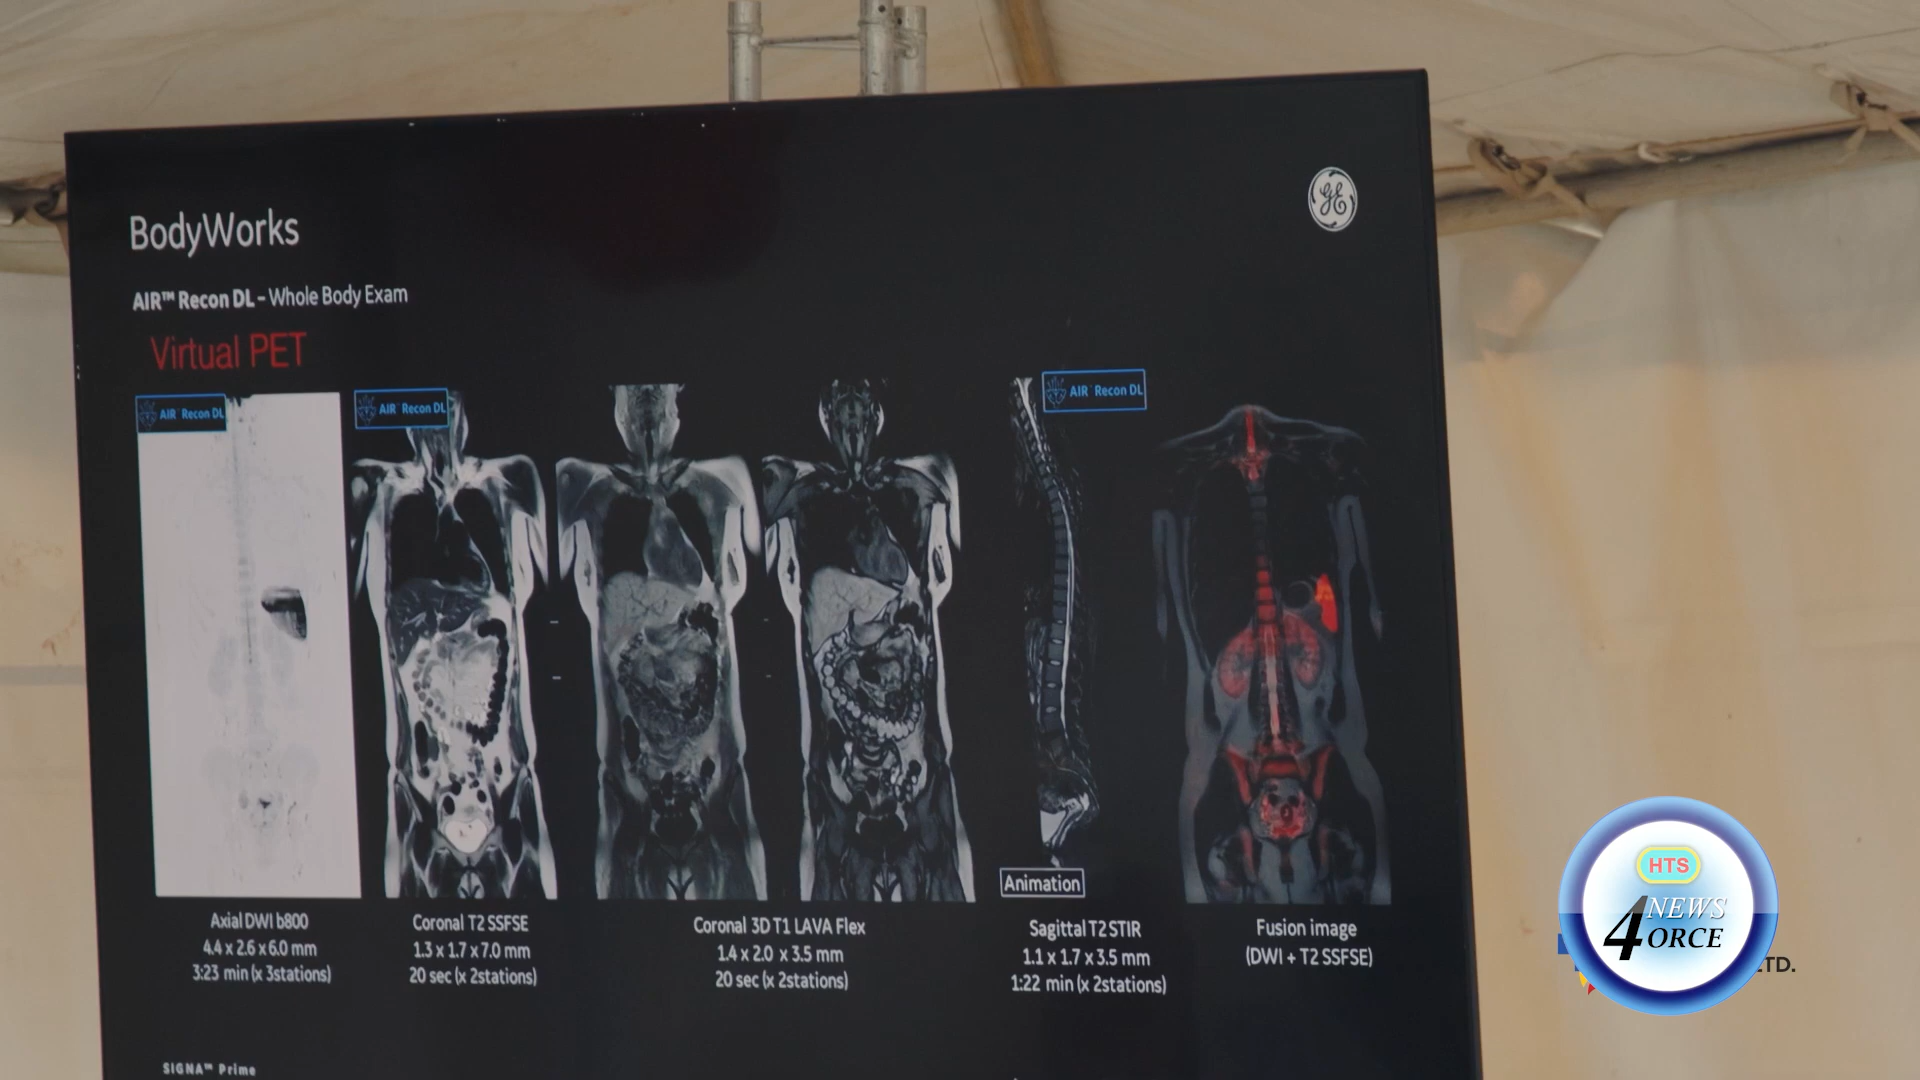 BodyWorks
GE
AIR™ Recon DL – Whole Body Exam
Virtual PET
AIR Recon DL
AIR Recon DL
AIR Recon DL
Animation
Axial DWI b800
4.4 x 2.6 x 6.0 mm
3:23 min (x 3stations)
Coronal T2 SSFSE
1.3 x 1.7 x 7.0 mm
20 sec (x 2stations)
Coronal 3D T1 LAVA Flex
1.4 x 2.0 x 3.5 mm
20 sec (x 2stations)
Sagittal T2 STIR
1.1 x 1.7 x 3.5 mm
1:22 min (x 2stations)
Fusion image
(DWI + T2 SSFSE)
SIGNA™ Prime
HTS
NEWS
4ORCE
LTD.